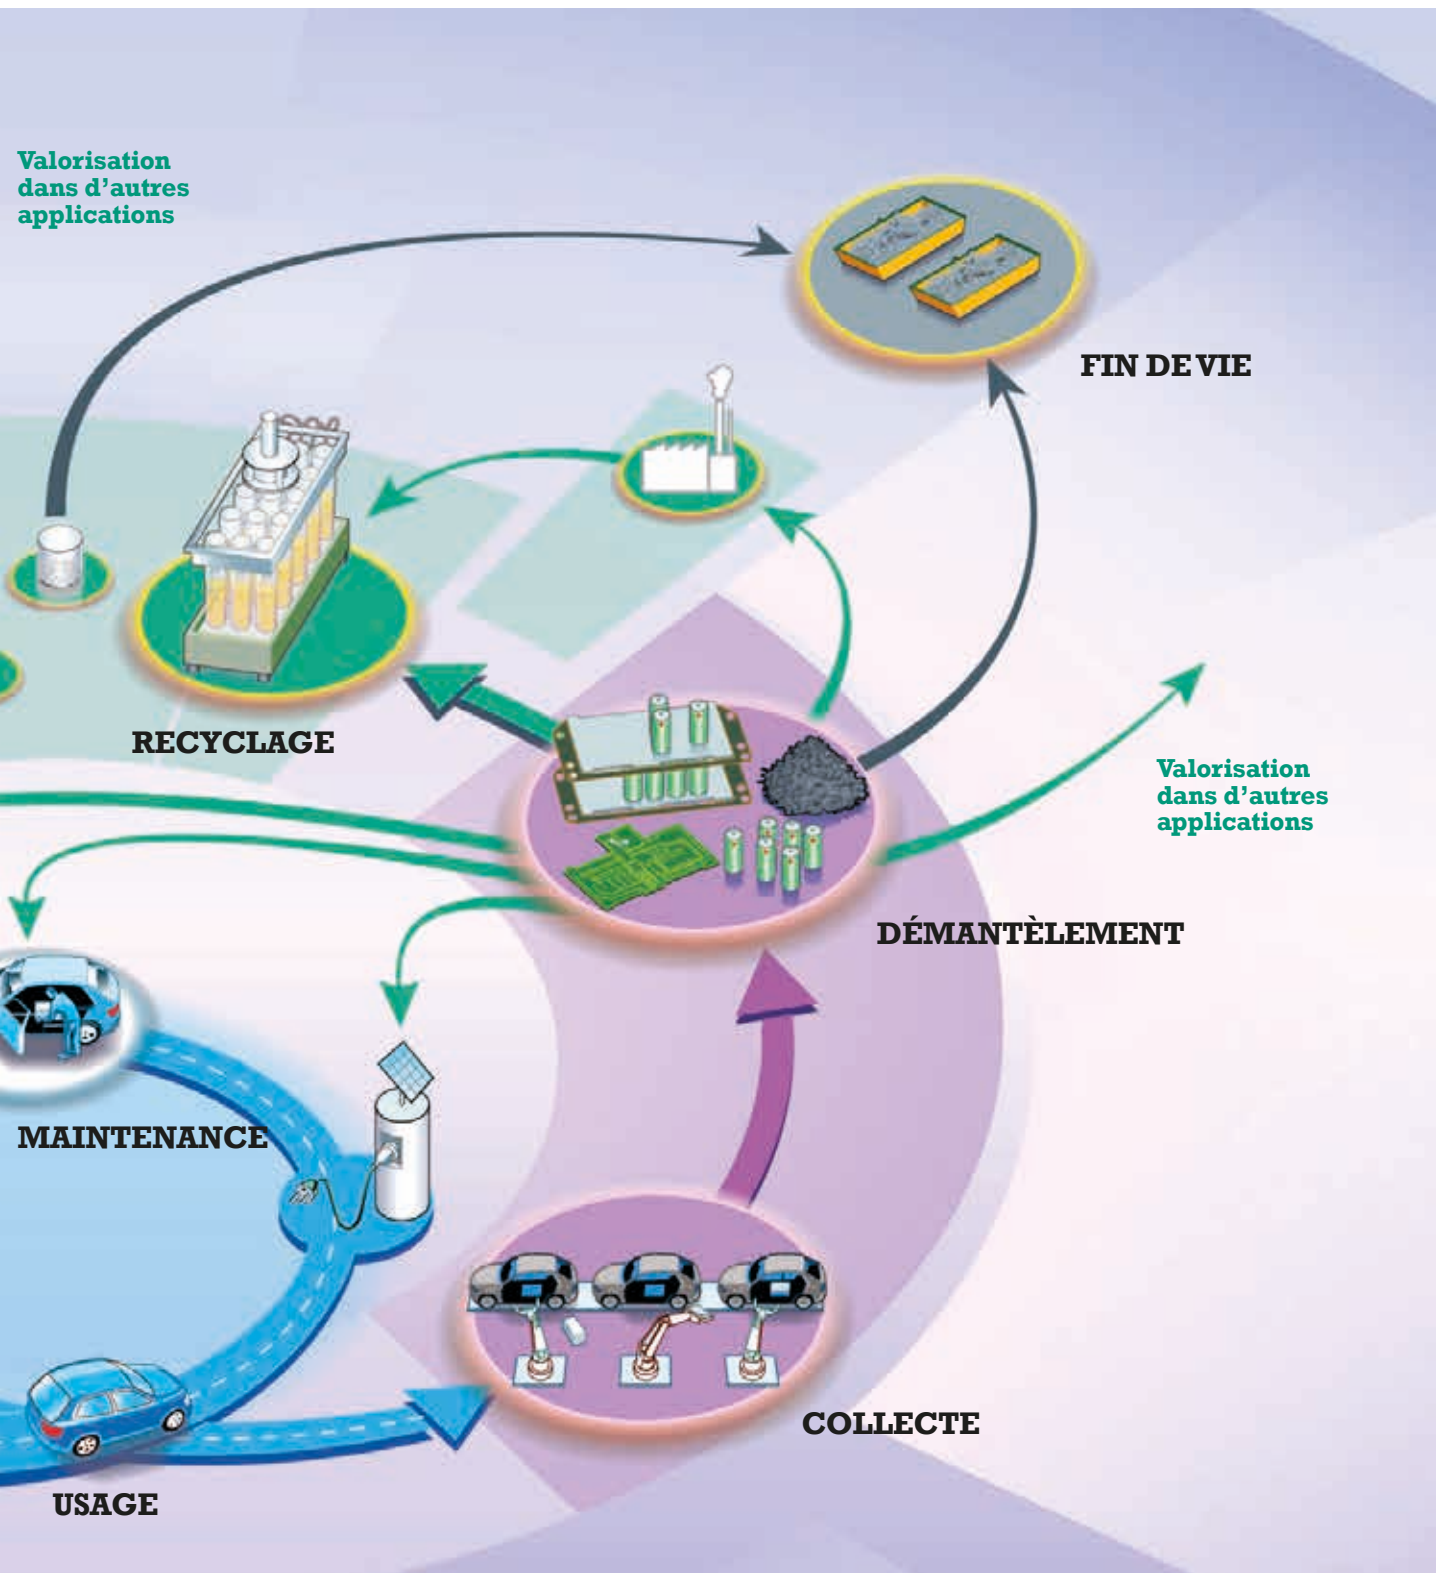 Valorisation
dans d'autres
applications
FIN DE VIE
RECYCLAGE
Valorisation
dans d'autres
applications
DÉMANTÈLEMENT
MAINTENANCE
COLLECTE
USAGE